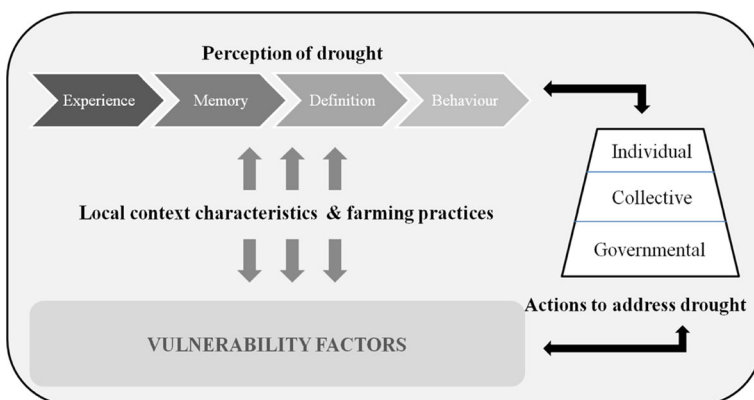 Perception of drought
Experience
Memory
Definition
Behaviour
Individual
Collective
Governmental
Local context characteristics & farming practices
Actions to address drought
VULNERABILITY FACTORS